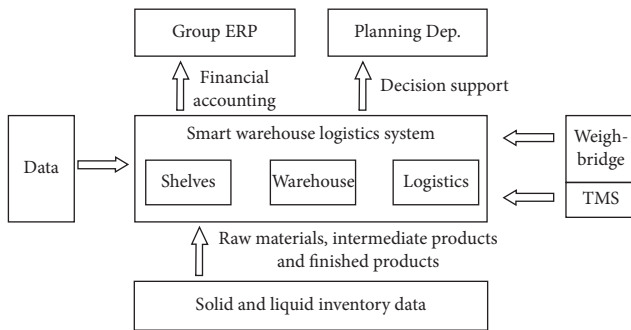 Group ERP
Planning Dep.
Financial
accounting
Decision support
Data
Smart warehouse logistics system
Shelves
Warehouse
Logistics
Weigh-
bridge
TMS
Raw materials, intermediate products
and finished products
Solid and liquid inventory data